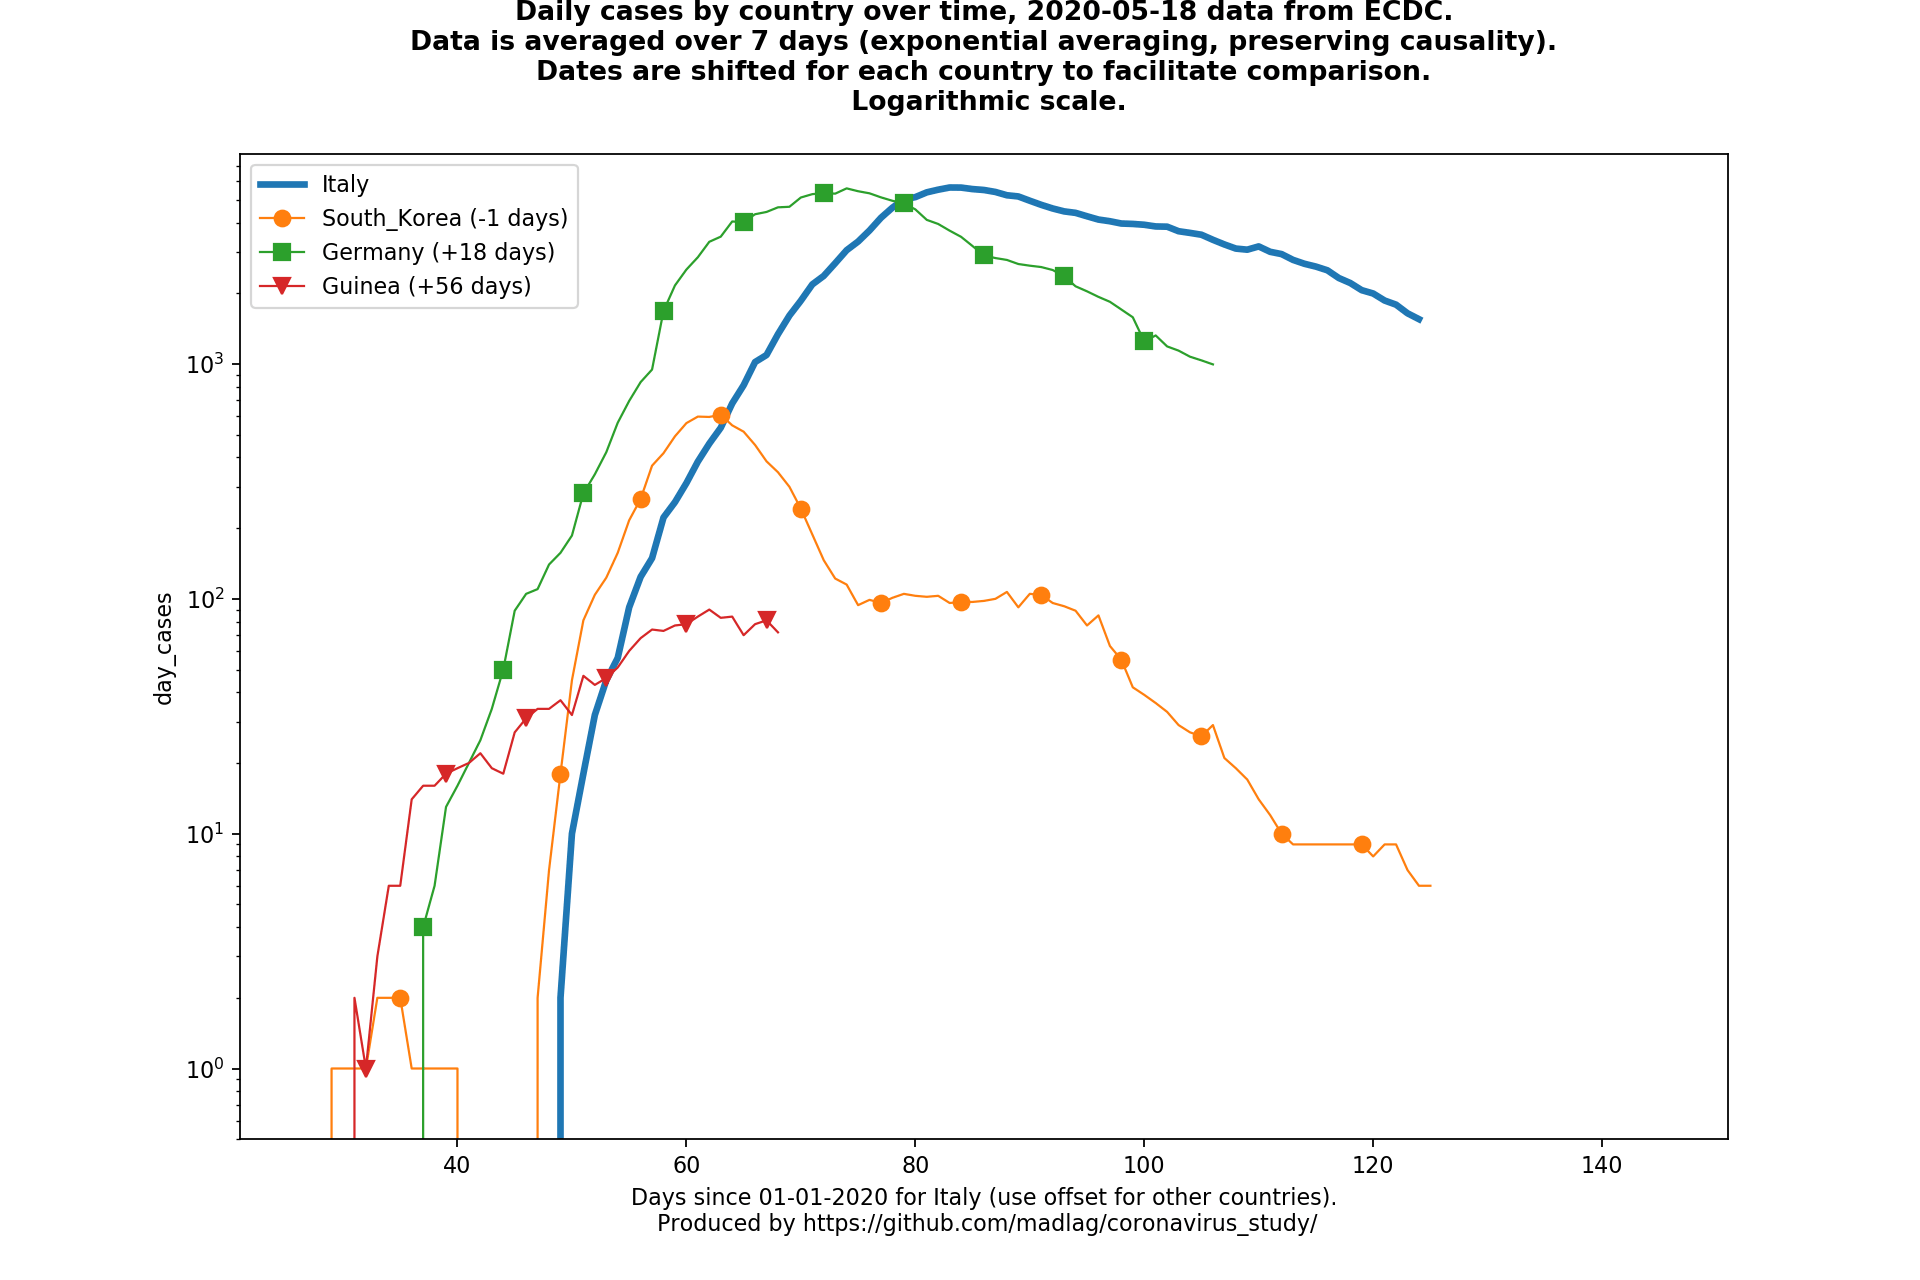 Daily cases by country over time, 2020-05-18 data from ECDC.
Data is averaged over 7 days (exponential averaging, preserving causality).
Dates are shifted for each country to facilitate comparison.
Logarithmic scale.
Italy
South_Korea (-1 days)
Germany (+18 days)
Guinea (+56 days)
day_cases
10³
10²
10¹
10⁰
40 60 80 100 120 140
Days since 01-01-2020 for Italy (use offset for other countries).
Produced by https://github.com/madlag/coronavirus_study/